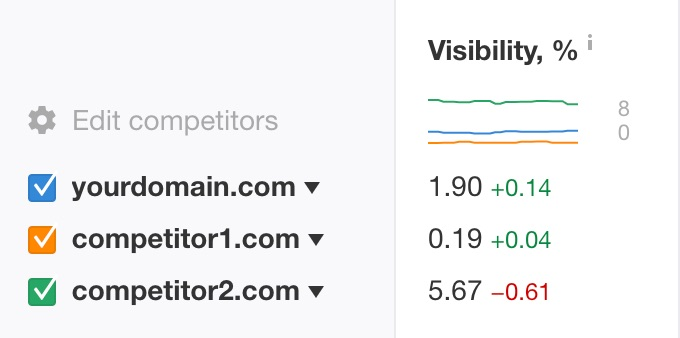 Visibility, % i
8
Edit competitors
0
yourdomain.com
1.90 +0.14
competitor1.com
0.19 +0.04
competitor2.com
5.67 −0.61